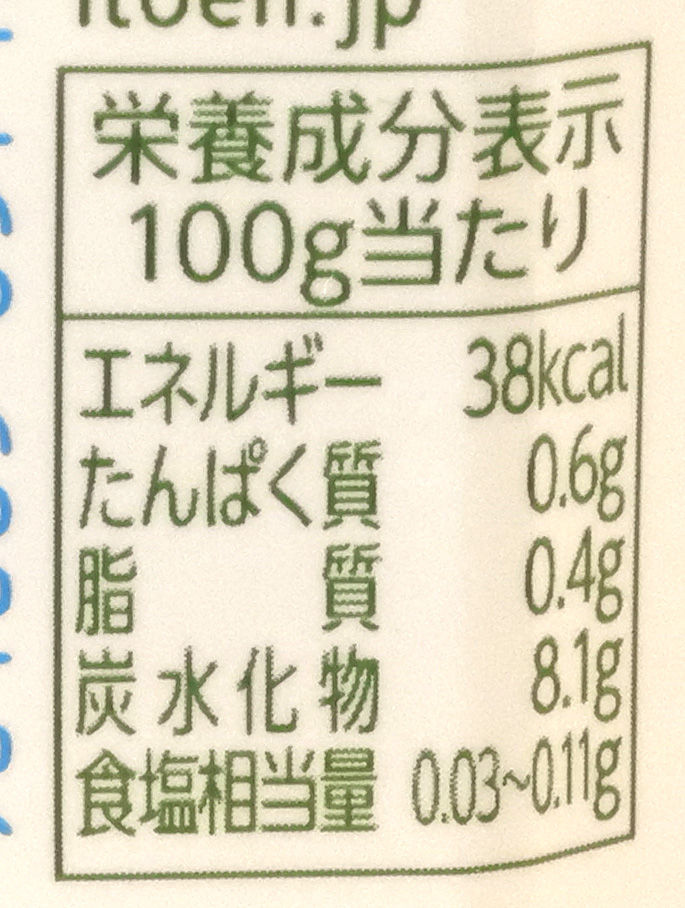 itoen.jp
栄養成分表示
100g当たり
エネルギー 38kcal
たんぱく質 0.6g
脂質 0.4g
炭水化物 8.1g
食塩相当量 0.03~0.11g